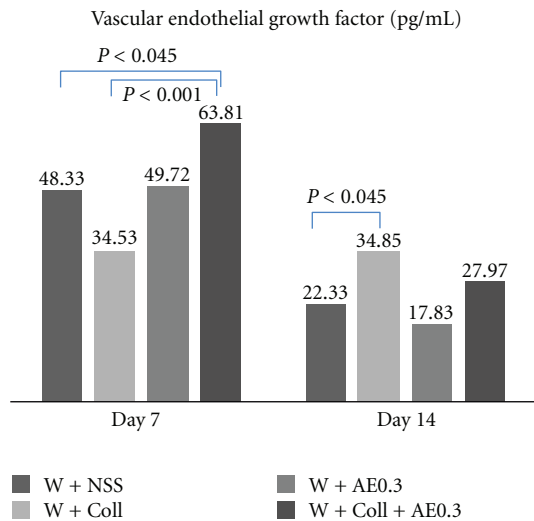 Vascular endothelial growth factor (pg/mL)
P < 0.045
P < 0.001
63.81
48.33
49.72
34.53
P < 0.045
34.85
27.97
22.33
17.83
Day 7
Day 14
W + NSS
W + AE0.3
W + Coll
W + Coll + AE0.3